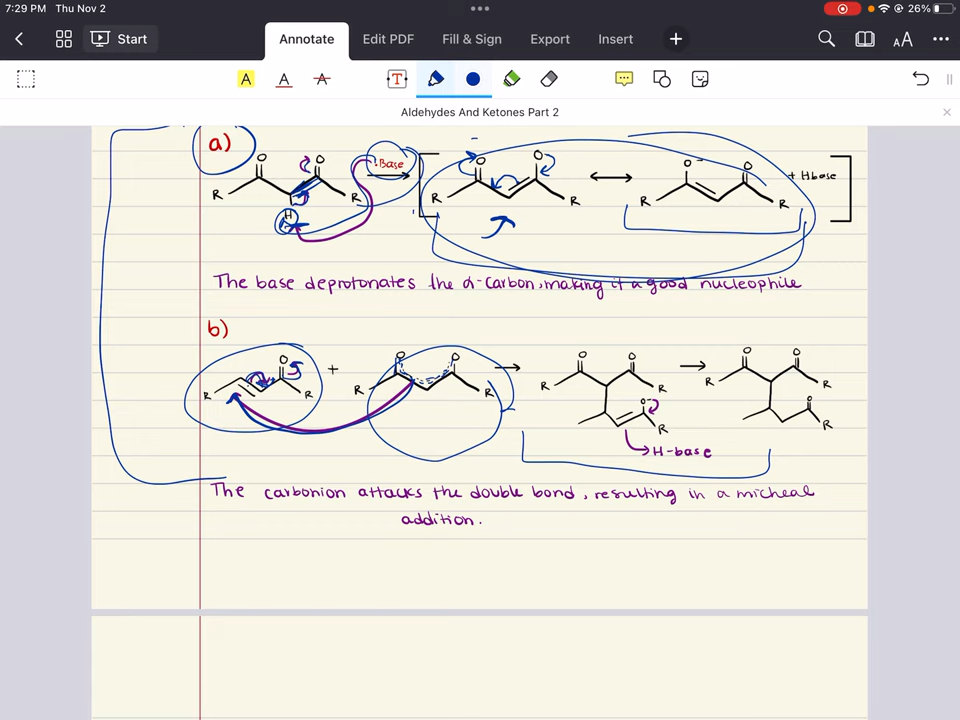 7:29 PM Thu Nov 2
26%
Start
Annotate
Edit PDF
Fill & Sign
Export
Insert
A
A
A
T
AA
Aldehydes And Ketones Part 2
a)
O O :Base O O⁻ O⁻ O + Hbase
R R R R R R
H
The base deprotonates the α-carbon, making it a good nucleophile
b)
O + O O O O O O
R R R R R R R R
O⁻ O
R R
H-base
The carbonion attacks the double bond, resulting in a micheal
addition.